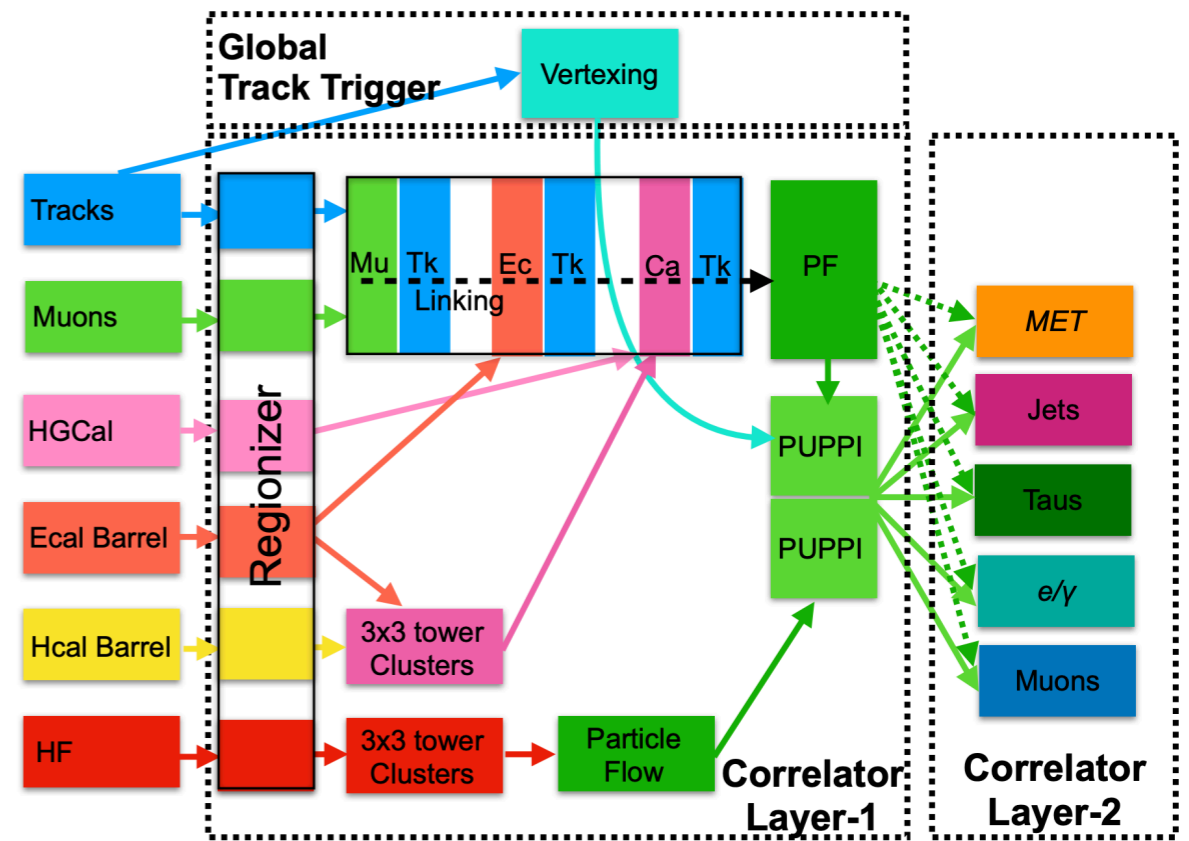 Global
Track Trigger
Vertexing
Tracks
Muons
HGCal
Ecal Barrel
Hcal Barrel
HF
Regionizer
Mu Tk Ec Tk Ca Tk
Linking
3x3 tower
Clusters
3x3 tower
Clusters
Particle
Flow
PF
PUPPI
PUPPI
Correlator
Layer-1
MET
Jets
Taus
e/γ
Muons
Correlator
Layer-2